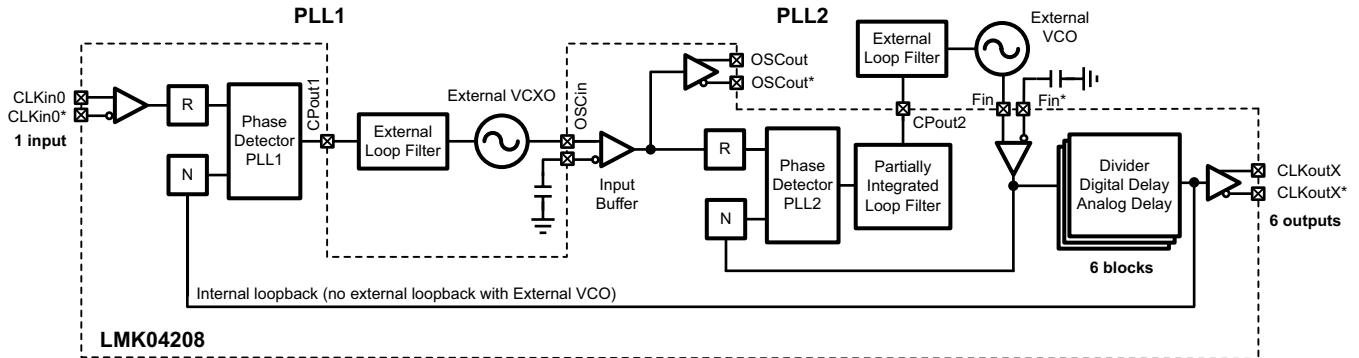 PLL1
PLL2
External
VCO
External
Loop Filter
OSCout
OSCout*
CLKin0
CLKin0*
1 input
R
N
Phase
Detector
PLL1
CPout1
External
Loop Filter
External VCXO
OSCin
Input
Buffer
R
N
Phase
Detector
PLL2
CPout2
Partially
Integrated
Loop Filter
Fin
Fin*
Divider
Digital Delay
Analog Delay
6 blocks
CLKoutX
CLKoutX*
6 outputs
Internal loopback (no external loopback with External VCO)
LMK04208